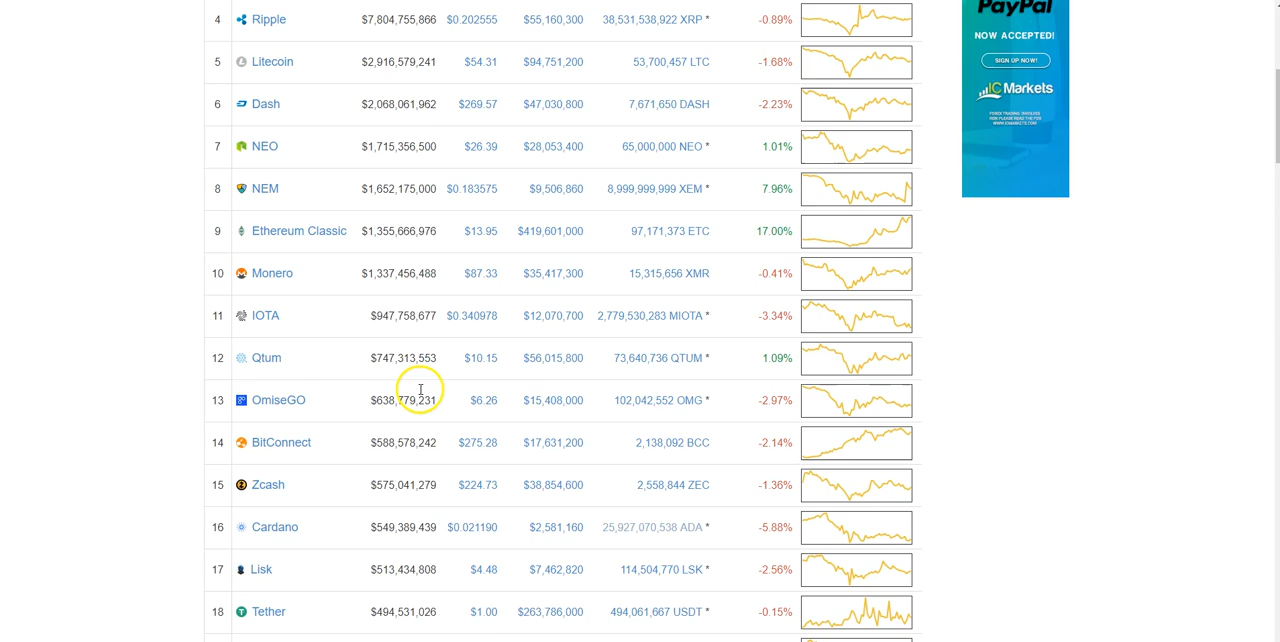 PayPal
4 Ripple $7,804,755,866 $0.202555 $55,160,300 38,531,538,922 XRP * -0.89%
NOW ACCEPTED!
SIGN UP NOW!
5 Litecoin $2,916,579,241 $54.31 $94,751,200 53,700,457 LTC -1.68%
IC Markets
6 Dash $2,068,061,962 $269.57 $47,030,800 7,671,650 DASH -2.23%
7 NEO $1,715,356,500 $26.39 $28,053,400 65,000,000 NEO * 1.01%
8 NEM $1,652,175,000 $0.183575 $9,506,860 8,999,999,999 XEM * 7.96%
9 Ethereum Classic $1,355,666,976 $13.95 $419,601,000 97,171,373 ETC 17.00%
10 Monero $1,337,456,488 $87.33 $35,417,300 15,315,656 XMR -0.41%
11 IOTA $947,758,677 $0.340978 $12,070,700 2,779,530,283 MIOTA * -3.34%
12 Qtum $747,313,553 $10.15 $56,015,800 73,640,736 QTUM * 1.09%
13 OmiseGO $6.26 $15,408,000 102,042,552 OMG * -2.97%
14 BitConnect $588,578,242 $275.28 $17,631,200 2,138,092 BCC -2.14%
15 Zcash $575,041,279 $224.73 $38,854,600 2,558,844 ZEC -1.36%
16 Cardano $549,389,439 $0.021190 $2,581,160 25,927,070,538 ADA * -5.88%
17 Lisk $513,434,808 $4.48 $7,462,820 114,504,770 LSK * -2.56%
18 Tether $494,531,026 $1.00 $263,786,000 494,061,667 USDT * -0.15%